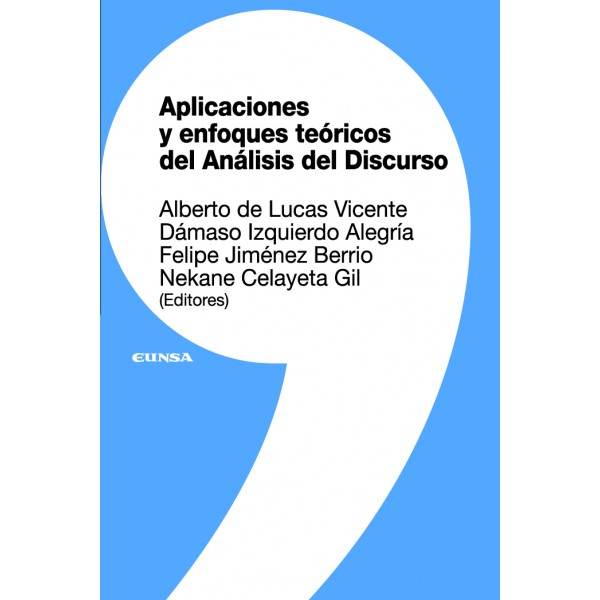 Aplicaciones
y enfoques teóricos
del Análisis del Discurso
Alberto de Lucas Vicente
Dámaso Izquierdo Alegría
Felipe Jiménez Berrio
Nekane Celayeta Gil
(Editores)
EUNSA